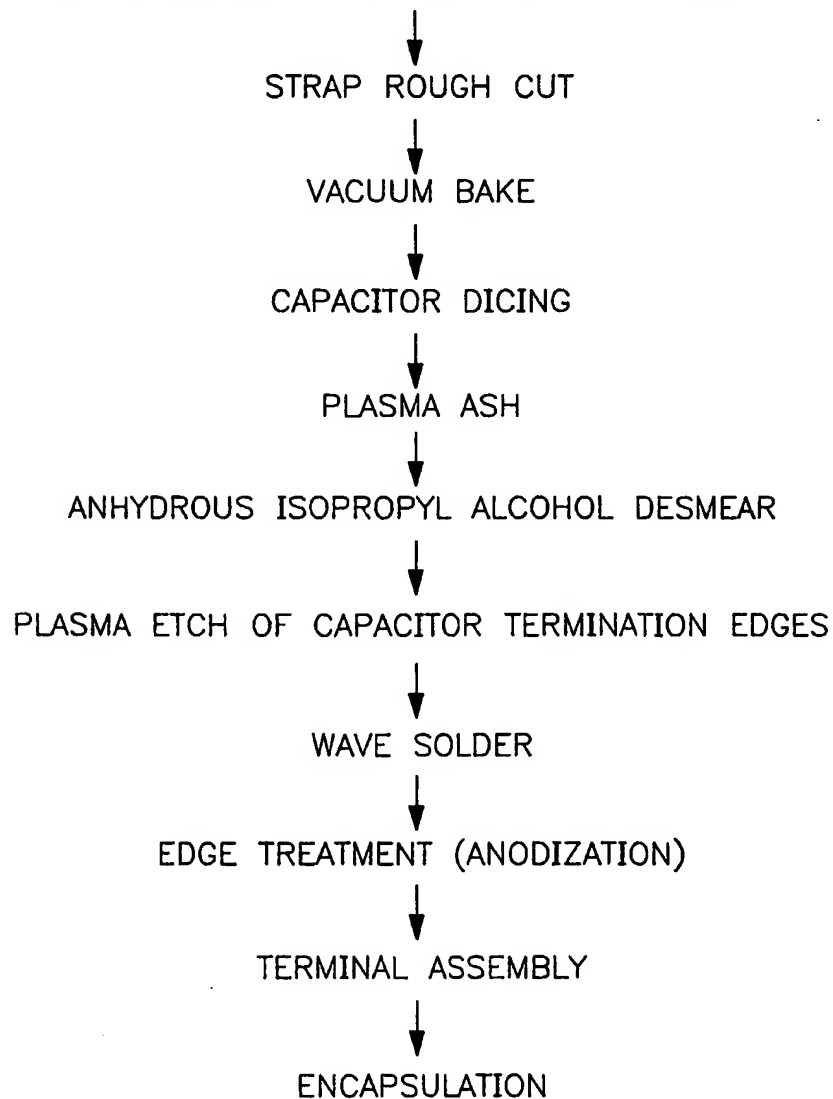 STRAP ROUGH CUT
VACUUM BAKE
CAPACITOR DICING
PLASMA ASH
ANHYDROUS ISOPROPYL ALCOHOL DESMEAR
PLASMA ETCH OF CAPACITOR TERMINATION EDGES
WAVE SOLDER
EDGE TREATMENT (ANODIZATION)
TERMINAL ASSEMBLY
ENCAPSULATION